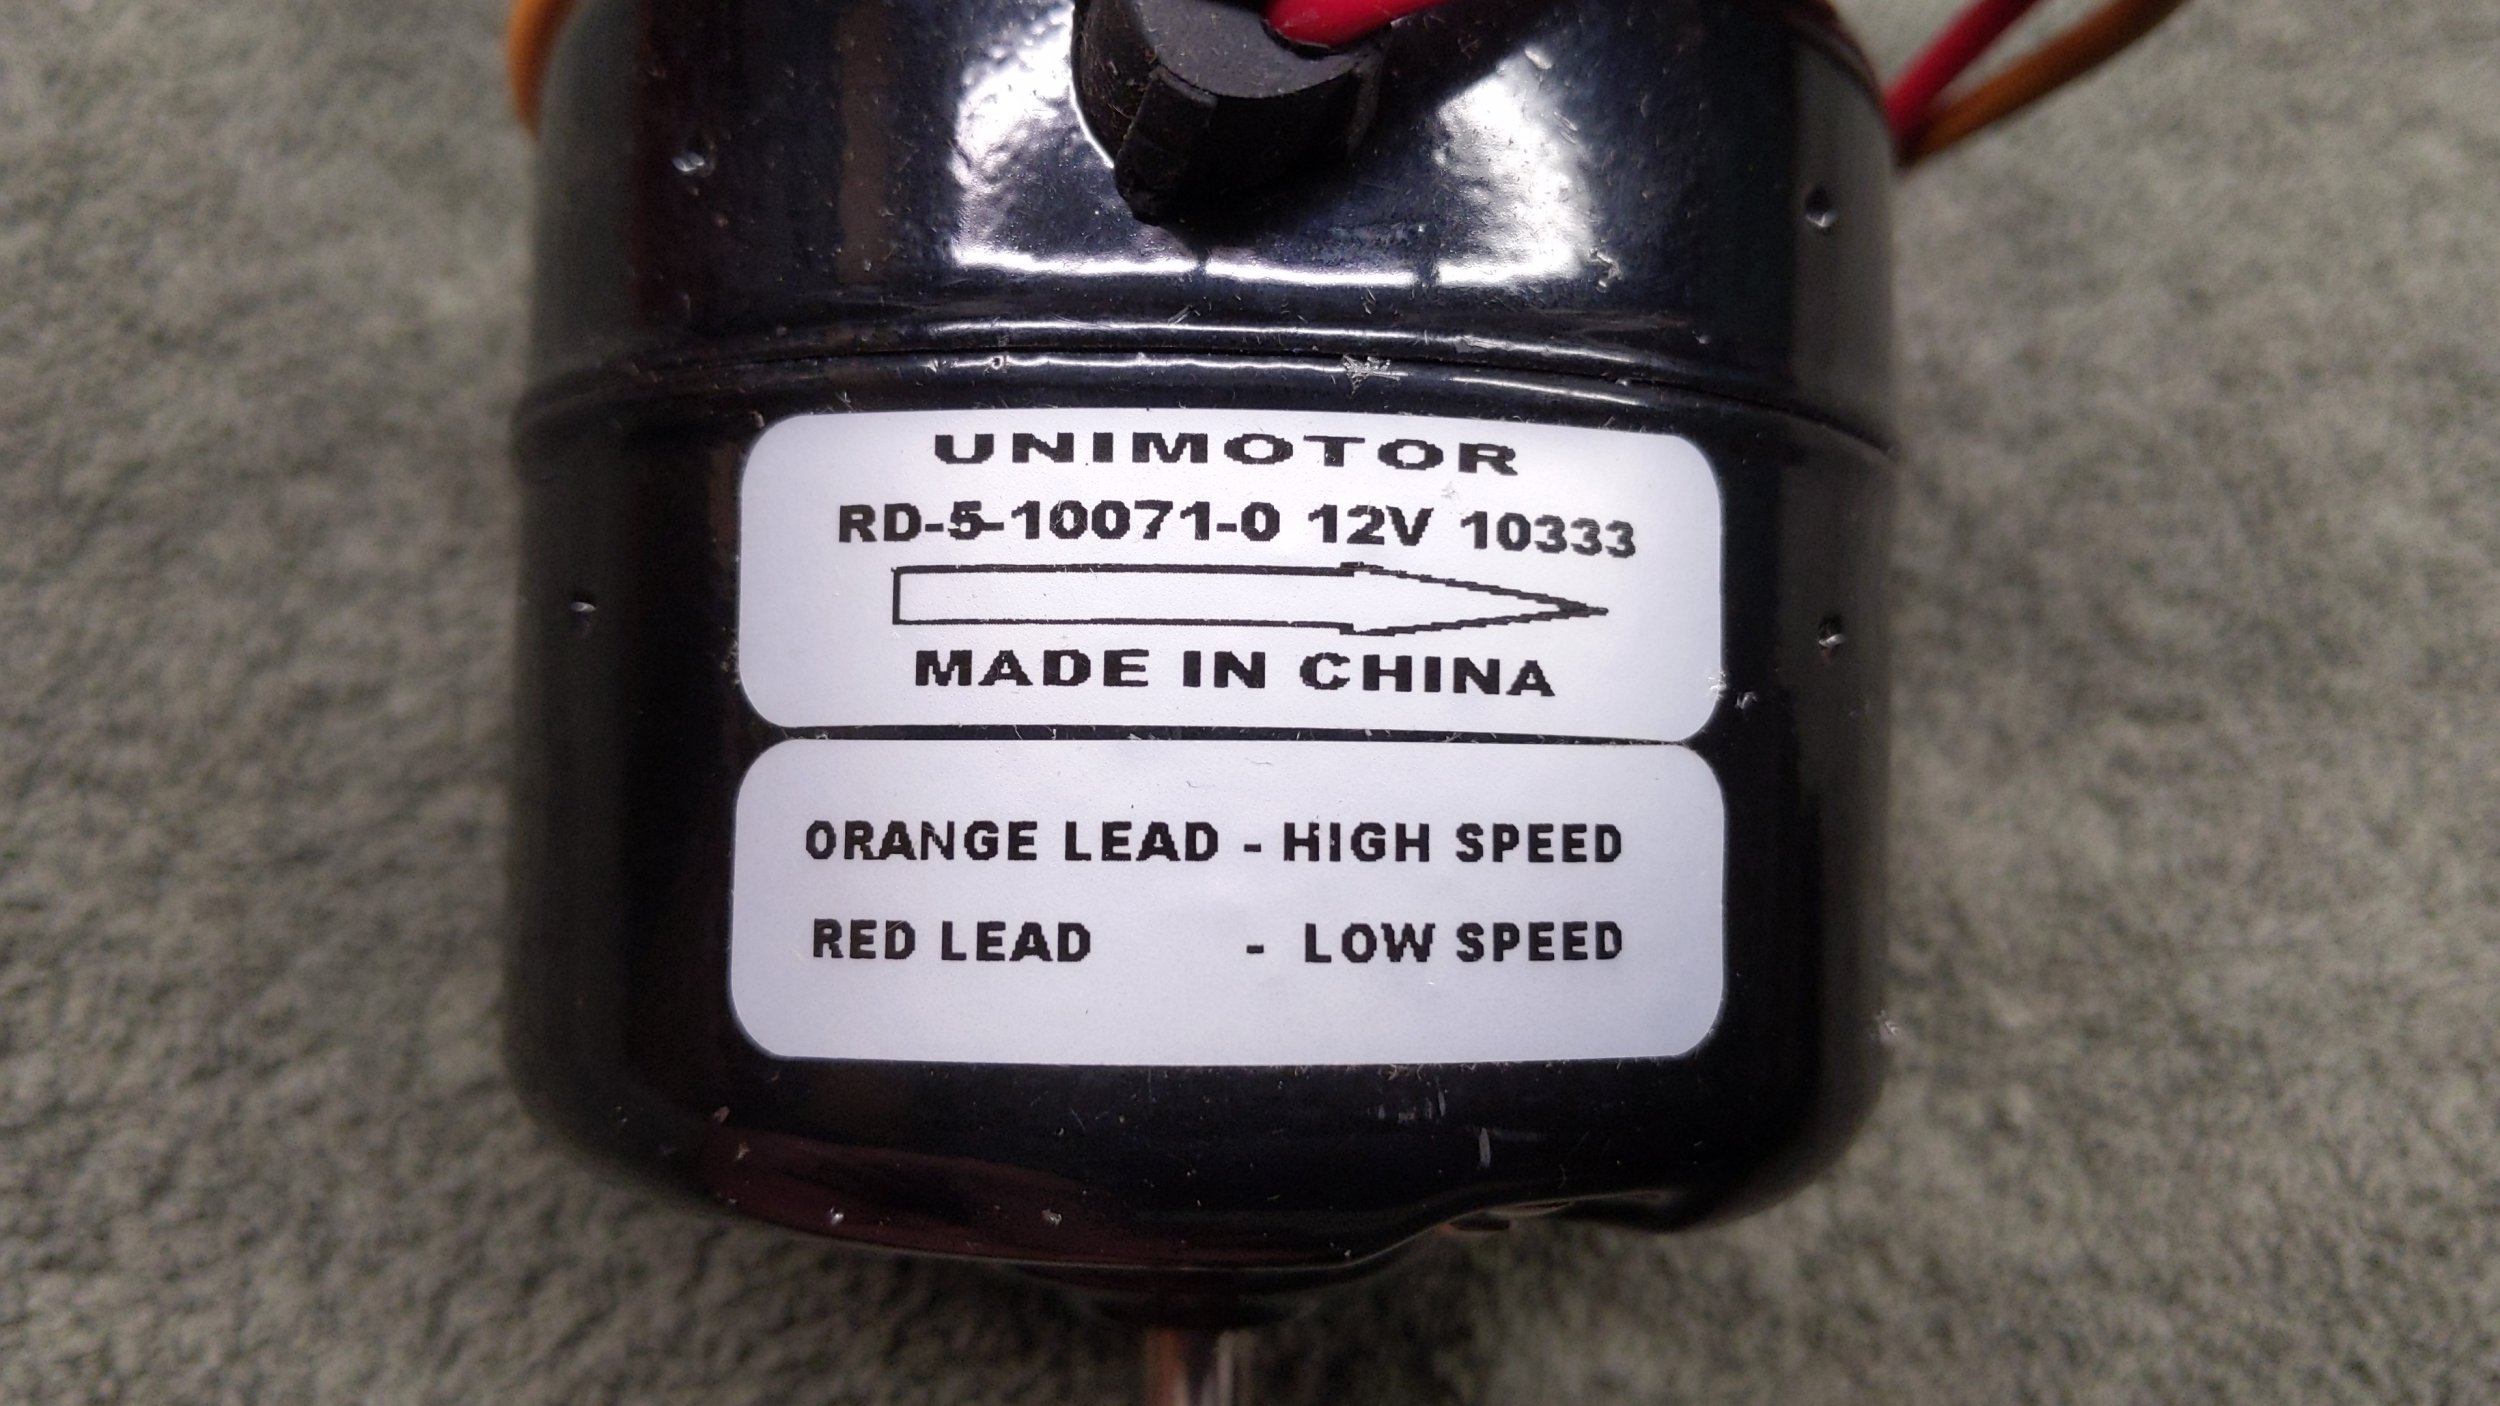 UNIMOTOR
RD-5-10071-0 12V 10333
MADE IN CHINA
ORANGE LEAD - HIGH SPEED
RED LEAD - LOW SPEED